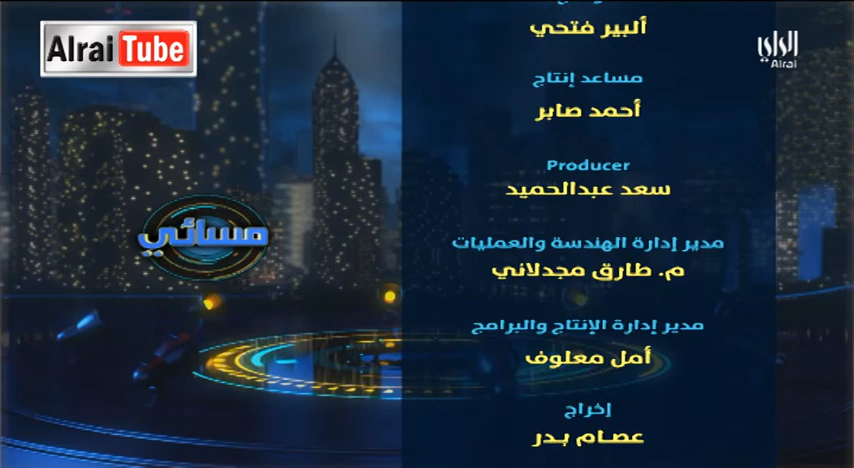 Alrai Tube
الراي
Alrai
ألبير فتحي
مساعد إنتاج
أحمد صابر
Producer
سعد عبدالحميد
مدير إدارة الهندسة والعمليات
م. طارق مجدلاني
مدير إدارة الإنتاج والبرامج
أمل معلوف
إخراج
عصام بدر
مسائي